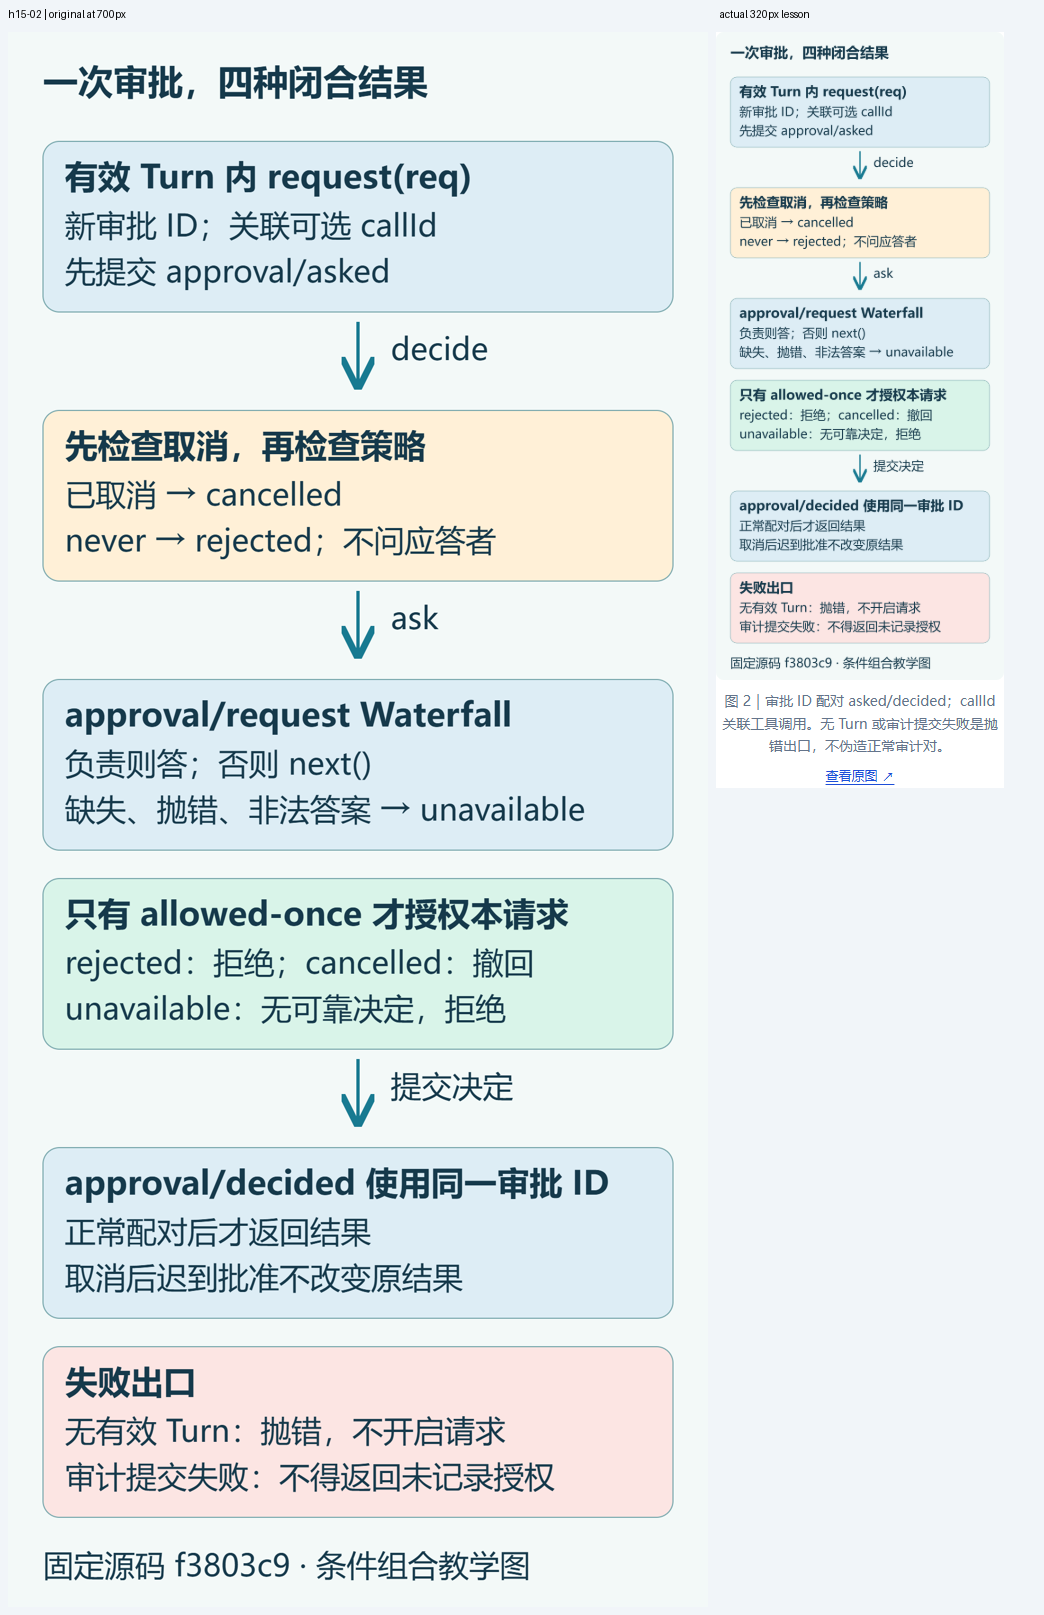 h15-02 | original at 700px
一次审批，四种闭合结果
有效 Turn 内 request(req)
新审批 ID；关联可选 callId
先提交 approval/asked
decide
先检查取消，再检查策略
已取消 → cancelled
never → rejected；不问应答者
ask
approval/request Waterfall
负责则答；否则 next()
缺失、抛错、非法答案 → unavailable
只有 allowed-once 才授权本请求
rejected：拒绝；cancelled：撤回
unavailable：无可靠决定，拒绝
提交决定
approval/decided 使用同一审批 ID
正常配对后才返回结果
取消后迟到批准不改变原结果
失败出口
无有效 Turn：抛错，不开启请求
审计提交失败：不得返回未记录授权
固定源码 f3803c9 · 条件组合教学图
actual 320px lesson
一次审批，四种闭合结果
有效 Turn 内 request(req)
新审批 ID；关联可选 callId
先提交 approval/asked
decide
先检查取消，再检查策略
已取消 → cancelled
never → rejected；不问应答者
ask
approval/request Waterfall
负责则答；否则 next()
缺失、抛错、非法答案 → unavailable
只有 allowed-once 才授权本请求
rejected：拒绝；cancelled：撤回
unavailable：无可靠决定，拒绝
提交决定
approval/decided 使用同一审批 ID
正常配对后才返回结果
取消后迟到批准不改变原结果
失败出口
无有效 Turn：抛错，不开启请求
审计提交失败：不得返回未记录授权
固定源码 f3803c9 · 条件组合教学图
图 2｜审批 ID 配对 asked/decided；callId
关联工具调用。无 Turn 或审计提交失败是抛
错出口，不伪造正常审计对。
查看原图 ↗